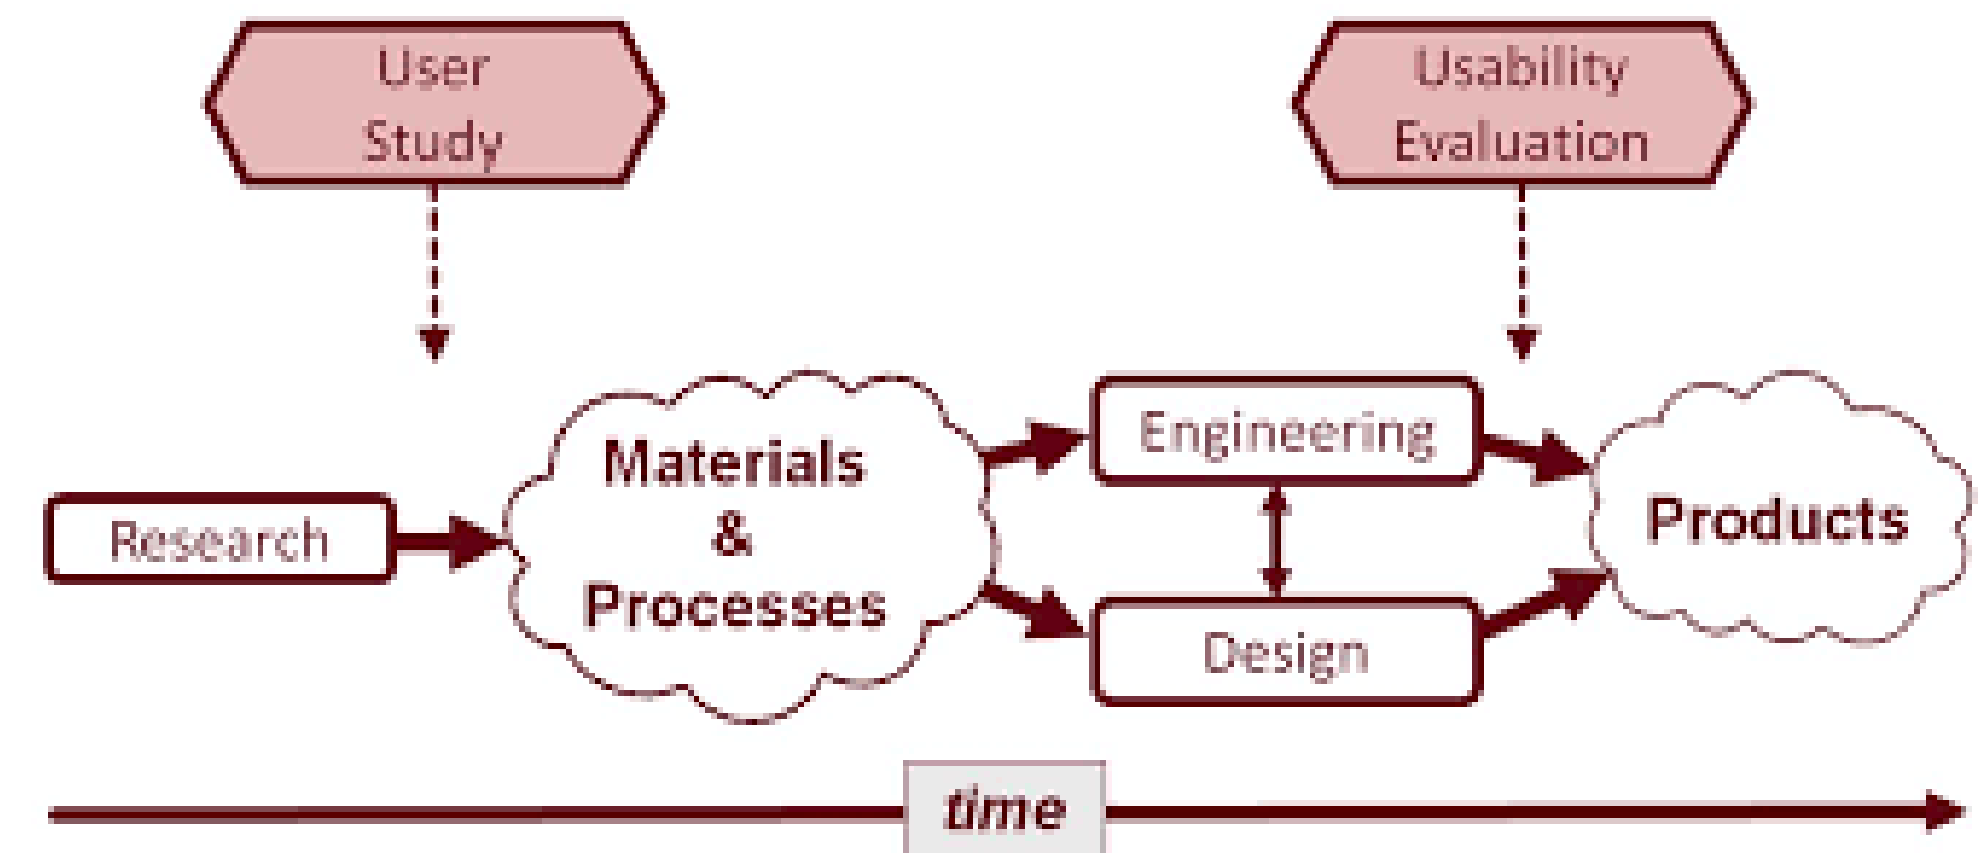 User
Study
Usability
Evaluation
Research
Materials
&
Processes
Engineering
Design
Products
time